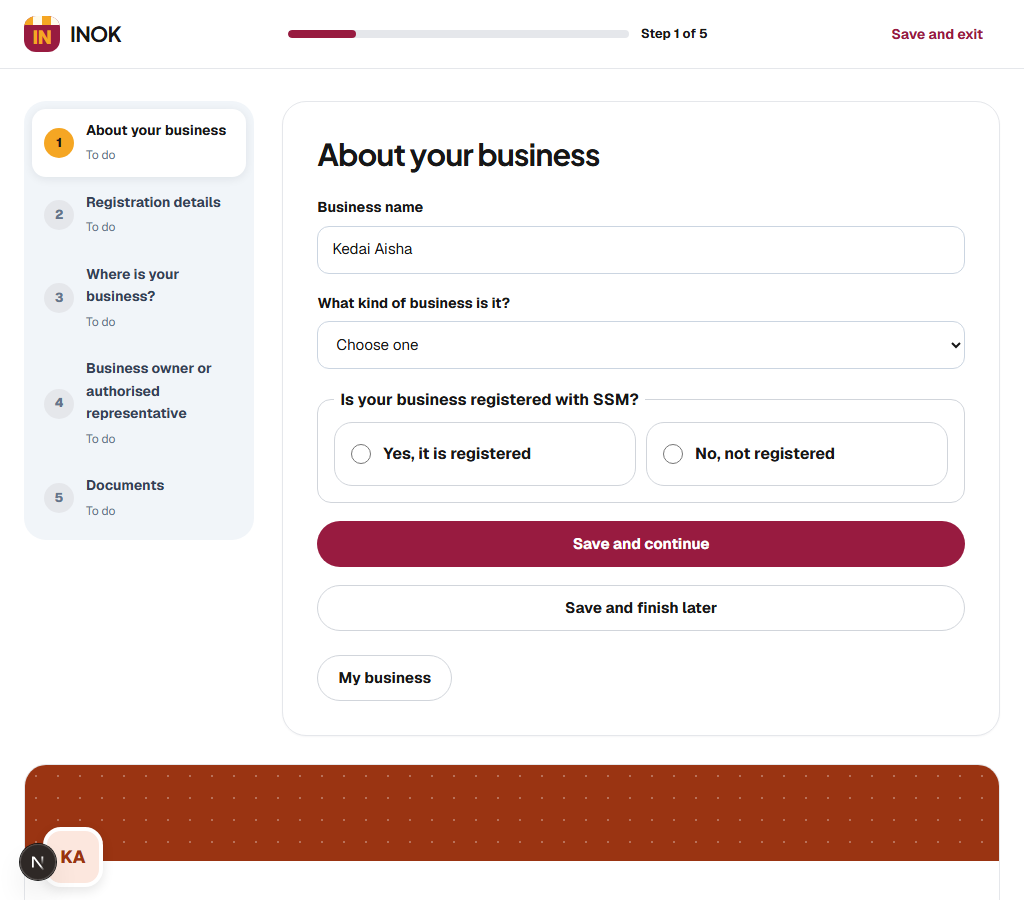 IN INOK
Step 1 of 5
Save and exit
1
About your business
To do
2
Registration details
To do
3
Where is your
business?
To do
4
Business owner or
authorised
representative
To do
5
Documents
To do
About your business
Business name
Kedai Aisha
What kind of business is it?
Choose one
Is your business registered with SSM?
Yes, it is registered
No, not registered
Save and continue
Save and finish later
My business
N
KA